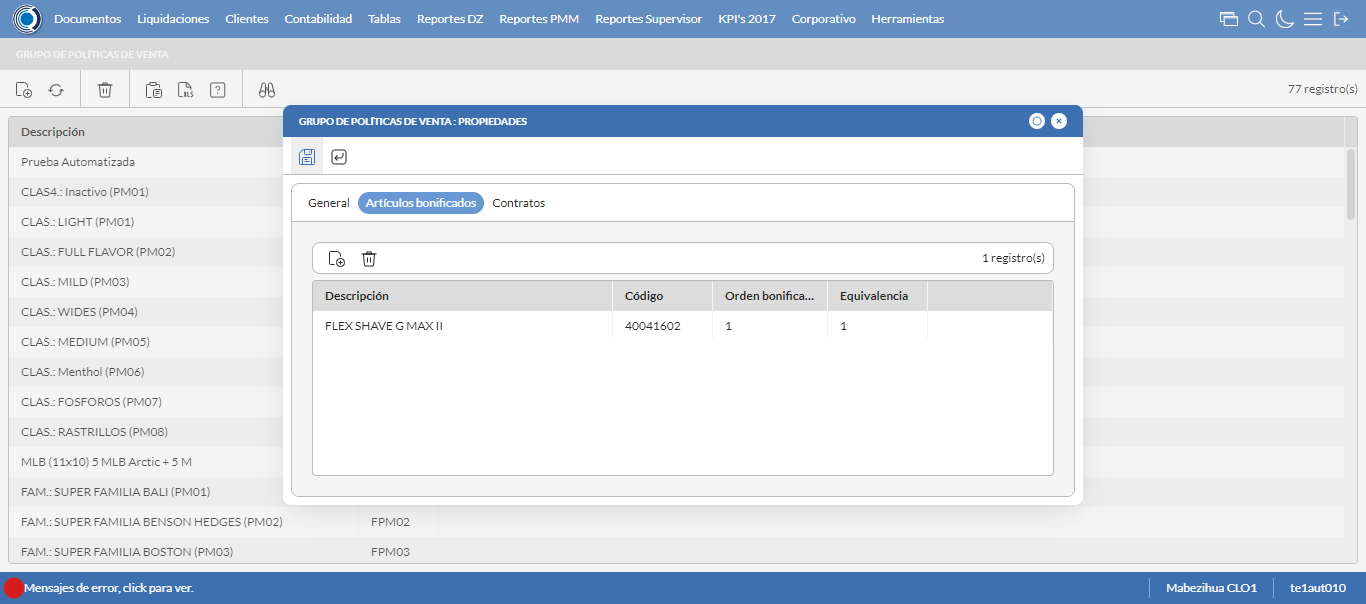 Documentos Liquidaciones Clientes Contabilidad Tablas Reportes DZ Reportes PMM Reportes Supervisor KPI's 2017 Corporativo Herramientas
GRUPO DE POLÍTICAS DE VENTA
XLS ? 77 registro(s)
GRUPO DE POLÍTICAS DE VENTA : PROPIEDADES
Descripción
Prueba Automatizada
CLAS4.: Inactivo (PM01)
CLAS.: LIGHT (PM01)
CLAS.: FULL FLAVOR (PM02)
CLAS.: MILD (PM03)
CLAS.: WIDES (PM04)
CLAS.: MEDIUM (PM05)
CLAS.: Menthol (PM06)
CLAS.: FOSFOROS (PM07)
CLAS.: RASTRILLOS (PM08)
MLB (11x10) 5 MLB Arctic + 5 M
FAM.: SUPER FAMILIA BALI (PM01)
FAM.: SUPER FAMILIA BENSON HEDGES (PM02) FPM02
FAM.: SUPER FAMILIA BOSTON (PM03) FPM03
General Artículos bonificados Contratos
1 registro(s)
Descripción Código Orden bonifica... Equivalencia
FLEX SHAVE G MAX II 40041602 1 1
Mensajes de error, click para ver. Mabezihua CLO1 te1aut010